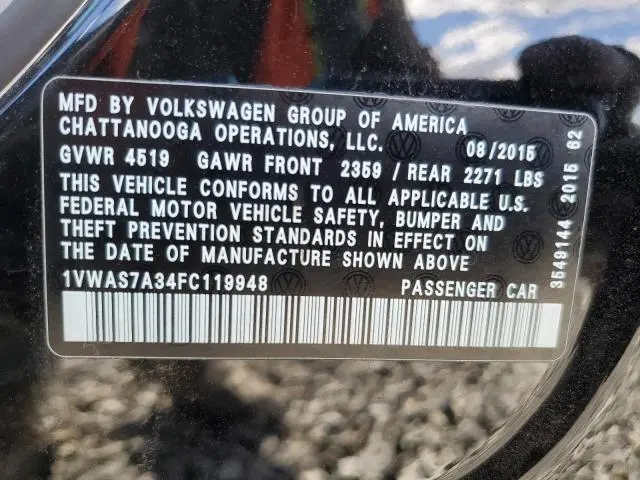 MFD BY VOLKSWAGEN GROUP OF AMERICA
CHATTANOOGA OPERATIONS, LLC. 08/2015
GVWR 4519 GAWR FRONT 2359 / REAR 2271 LBS
THIS VEHICLE CONFORMS TO ALL APPLICABLE U.S.
FEDERAL MOTOR VEHICLE SAFETY, BUMPER AND
THEFT PREVENTION STANDARDS IN EFFECT ON
THE DATE OF MANUFACTURE SHOWN ABOVE
1VWAS7A34FC119948 PASSENGER CAR
3549144 2015 62